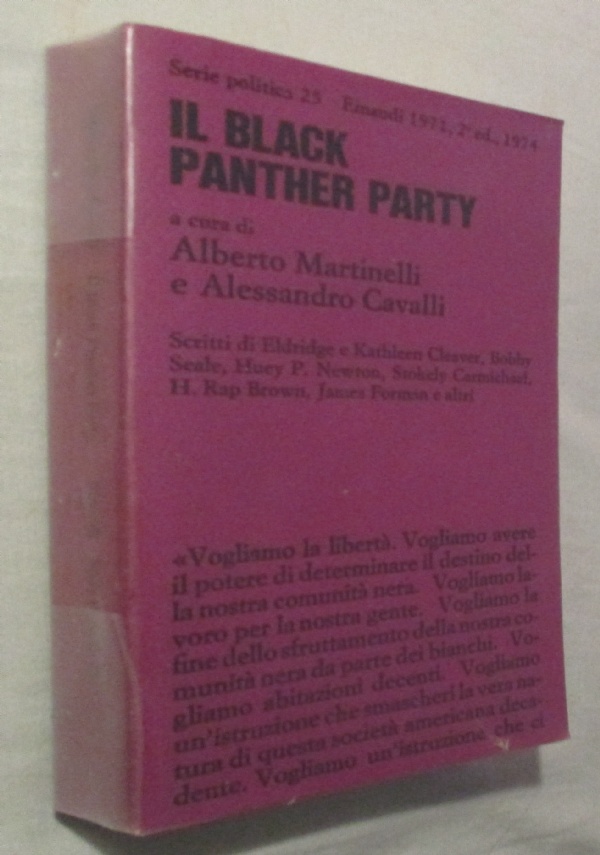 Serie politica 25 Einaudi 1971, 2ª ed., 1974
IL BLACK
PANTHER PARTY
a cura di
Alberto Martinelli
e Alessandro Cavalli
Scritti di Eldridge e Kathleen Cleaver, Bobby
Seale, Huey P. Newton, Stokely Carmichael,
H. Rap Brown, James Forman e altri
«Vogliamo la libertà. Vogliamo avere
il potere di determinare il destino del-
la nostra comunità nera. Vogliamo la-
voro per la nostra gente. Vogliamo la
fine dello sfruttamento della nostra co-
munità nera da parte dei bianchi. Vo-
gliamo abitazioni decenti. Vogliamo
un'istruzione che smascheri la vera na-
tura di questa società americana deca-
dente. Vogliamo un'istruzione che ci